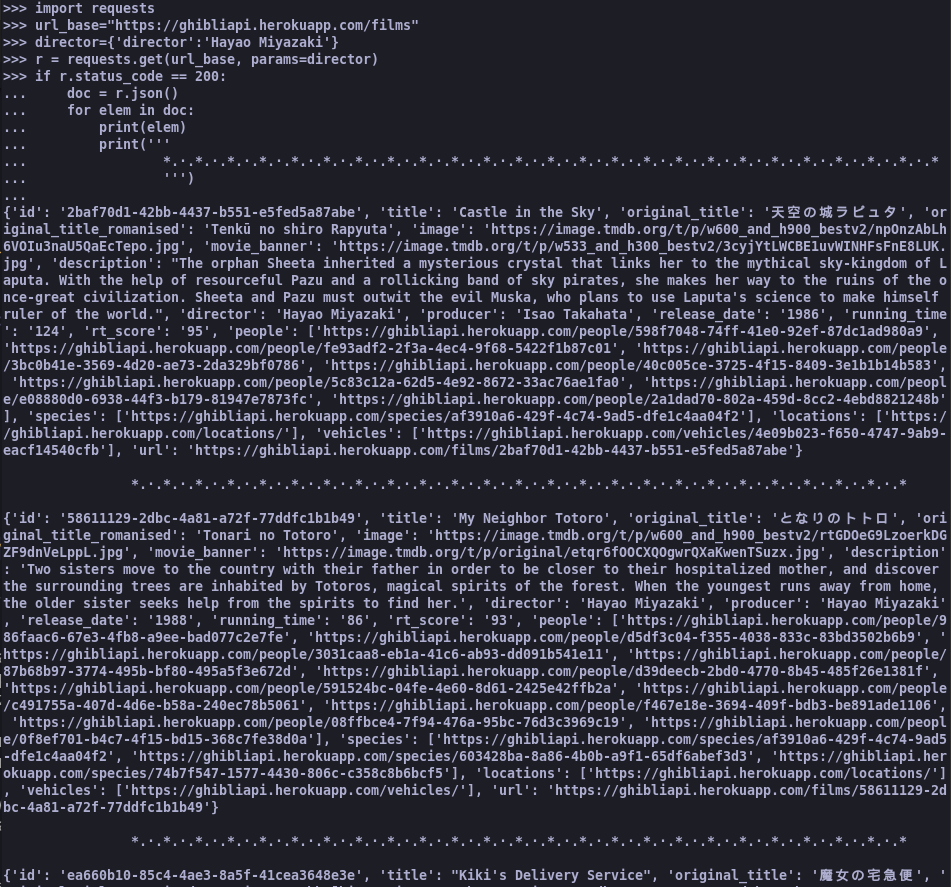 >>> import requests
>>> url_base="https://ghibliapi.herokuapp.com/films"
>>> director={'director':'Hayao Miyazaki'}
>>> r = requests.get(url_base, params=director)
>>> if r.status_code == 200:
...     doc = r.json()
...     for elem in doc:
...         print(elem)
...         print('''
...                 *.·.*.·.*.·.*.·.*.·.*.·.*.·.*.·.*.·.*.·.*.·.*.·.*.·.*.·.*.·.*.·.*.·.*.·.*.·.*.·.*.·.*.·.*.·.*.·.*
...                 ''')
...
{'id': '2baf70d1-42bb-4437-b551-e5fed5a87abe', 'title': 'Castle in the Sky', 'original_title': '天空の城ラピュタ', 'or
iginal_title_romanised': 'Tenkū no shiro Rapyuta', 'image': 'https://image.tmdb.org/t/p/w600_and_h900_bestv2/npOnzAbLh
6VOIu3naU5QaEcTepo.jpg', 'movie_banner': 'https://image.tmdb.org/t/p/w533_and_h300_bestv2/3cyjYtLWCBE1uvWINHFsFnE8LUK.
jpg', 'description': "The orphan Sheeta inherited a mysterious crystal that links her to the mythical sky-kingdom of L
aputa. With the help of resourceful Pazu and a rollicking band of sky pirates, she makes her way to the ruins of the o
nce-great civilization. Sheeta and Pazu must outwit the evil Muska, who plans to use Laputa's science to make himself
ruler of the world.", 'director': 'Hayao Miyazaki', 'producer': 'Isao Takahata', 'release_date': '1986', 'running_time
': '124', 'rt_score': '95', 'people': ['https://ghibliapi.herokuapp.com/people/598f7048-74ff-41e0-92ef-87dc1ad980a9',
'https://ghibliapi.herokuapp.com/people/fe93adf2-2f3a-4ec4-9f68-5422f1b87c01', 'https://ghibliapi.herokuapp.com/people
/3bc0b41e-3569-4d20-ae73-2da329bf0786', 'https://ghibliapi.herokuapp.com/people/40c005ce-3725-4f15-8409-3e1b1b14b583',
'https://ghibliapi.herokuapp.com/people/5c83c12a-62d5-4e92-8672-33ac76ae1fa0', 'https://ghibliapi.herokuapp.com/peopl
e/e08880d0-6938-44f3-b179-81947e7873fc', 'https://ghibliapi.herokuapp.com/people/2a1dad70-802a-459d-8cc2-4ebd8821248b'
], 'species': ['https://ghibliapi.herokuapp.com/species/af3910a6-429f-4c74-9ad5-dfe1c4aa04f2'], 'locations': ['https:/
/ghibliapi.herokuapp.com/locations/'], 'vehicles': ['https://ghibliapi.herokuapp.com/vehicles/4e09b023-f650-4747-9ab9-
eacf14540cfb'], 'url': 'https://ghibliapi.herokuapp.com/films/2baf70d1-42bb-4437-b551-e5fed5a87abe'}
*.·.*.·.*.·.*.·.*.·.*.·.*.·.*.·.*.·.*.·.*.·.*.·.*.·.*.·.*.·.*.·.*.·.*.·.*.·.*.·.*.·.*.·.*.·.*.·.*
{'id': '58611129-2dbc-4a81-a72f-77ddfc1b1b49', 'title': 'My Neighbor Totoro', 'original_title': 'となりのトトロ', 'ori
ginal_title_romanised': 'Tonari no Totoro', 'image': 'https://image.tmdb.org/t/p/w600_and_h900_bestv2/rtGDOeG9LzoerkDG
ZF9dnVeLppL.jpg', 'movie_banner': 'https://image.tmdb.org/t/p/original/etqr6fOOCXQOgwrQXaKwenTSuzx.jpg', 'description'
: 'Two sisters move to the country with their father in order to be closer to their hospitalized mother, and discover
the surrounding trees are inhabited by Totoros, magical spirits of the forest. When the youngest runs away from home,
the older sister seeks help from the spirits to find her.', 'director': 'Hayao Miyazaki', 'producer': 'Hayao Miyazaki'
, 'release_date': '1988', 'running_time': '86', 'rt_score': '93', 'people': ['https://ghibliapi.herokuapp.com/people/9
86faac6-67e3-4fb8-a9ee-bad077c2e7fe', 'https://ghibliapi.herokuapp.com/people/d5df3c04-f355-4038-833c-83bd3502b6b9', '
https://ghibliapi.herokuapp.com/people/3031caa8-eb1a-41c6-ab93-dd091b541e11', 'https://ghibliapi.herokuapp.com/people/
87b68b97-3774-495b-bf80-495a5f3e672d', 'https://ghibliapi.herokuapp.com/people/d39deecb-2bd0-4770-8b45-485f26e1381f',
'https://ghibliapi.herokuapp.com/people/591524bc-04fe-4e60-8d61-2425e42ffb2a', 'https://ghibliapi.herokuapp.com/people
/c491755a-407d-4d6e-b58a-240ec78b5061', 'https://ghibliapi.herokuapp.com/people/f467e18e-3694-409f-bdb3-be891ade1106',
'https://ghibliapi.herokuapp.com/people/08ffbce4-7f94-476a-95bc-76d3c3969c19', 'https://ghibliapi.herokuapp.com/peopl
e/0f8ef701-b4c7-4f15-bd15-368c7fe38d0a'], 'species': ['https://ghibliapi.herokuapp.com/species/af3910a6-429f-4c74-9ad5
-dfe1c4aa04f2', 'https://ghibliapi.herokuapp.com/species/603428ba-8a86-4b0b-a9f1-65df6abef3d3', 'https://ghibliapi.her
okuapp.com/species/74b7f547-1577-4430-806c-c358c8b6bcf5'], 'locations': ['https://ghibliapi.herokuapp.com/locations/']
, 'vehicles': ['https://ghibliapi.herokuapp.com/vehicles/'], 'url': 'https://ghibliapi.herokuapp.com/films/58611129-2d
bc-4a81-a72f-77ddfc1b1b49'}
*.·.*.·.*.·.*.·.*.·.*.·.*.·.*.·.*.·.*.·.*.·.*.·.*.·.*.·.*.·.*.·.*.·.*.·.*.·.*.·.*.·.*.·.*.·.*.·.*
{'id': 'ea660b10-85c4-4ae3-8a5f-41cea3648e3e', 'title': "Kiki's Delivery Service", 'original_title': '魔女の宅急便',